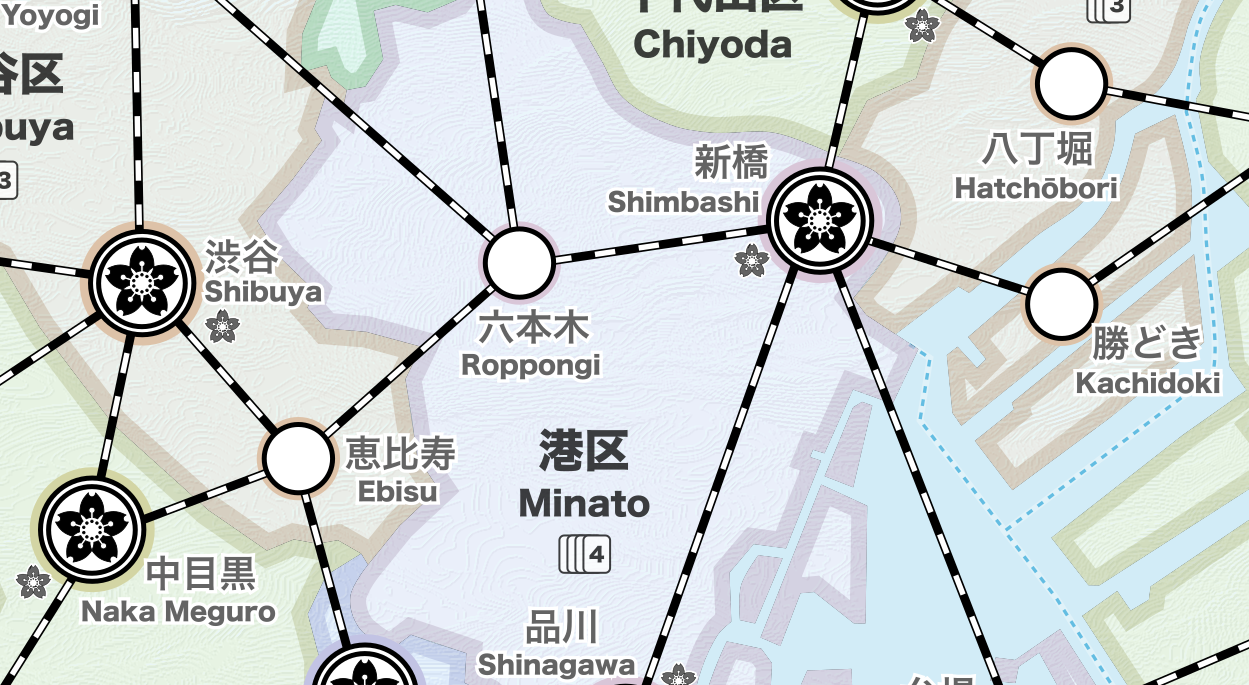 Yoyogi
谷区
buya
3
千代田区
Chiyoda
3
八丁堀
Hatchōbori
新橋
Shimbashi
渋谷
Shibuya
六本木
Roppongi
勝どき
Kachidoki
恵比寿
Ebisu
港区
Minato
4
中目黒
Naka Meguro
品川
Shinagawa
台場